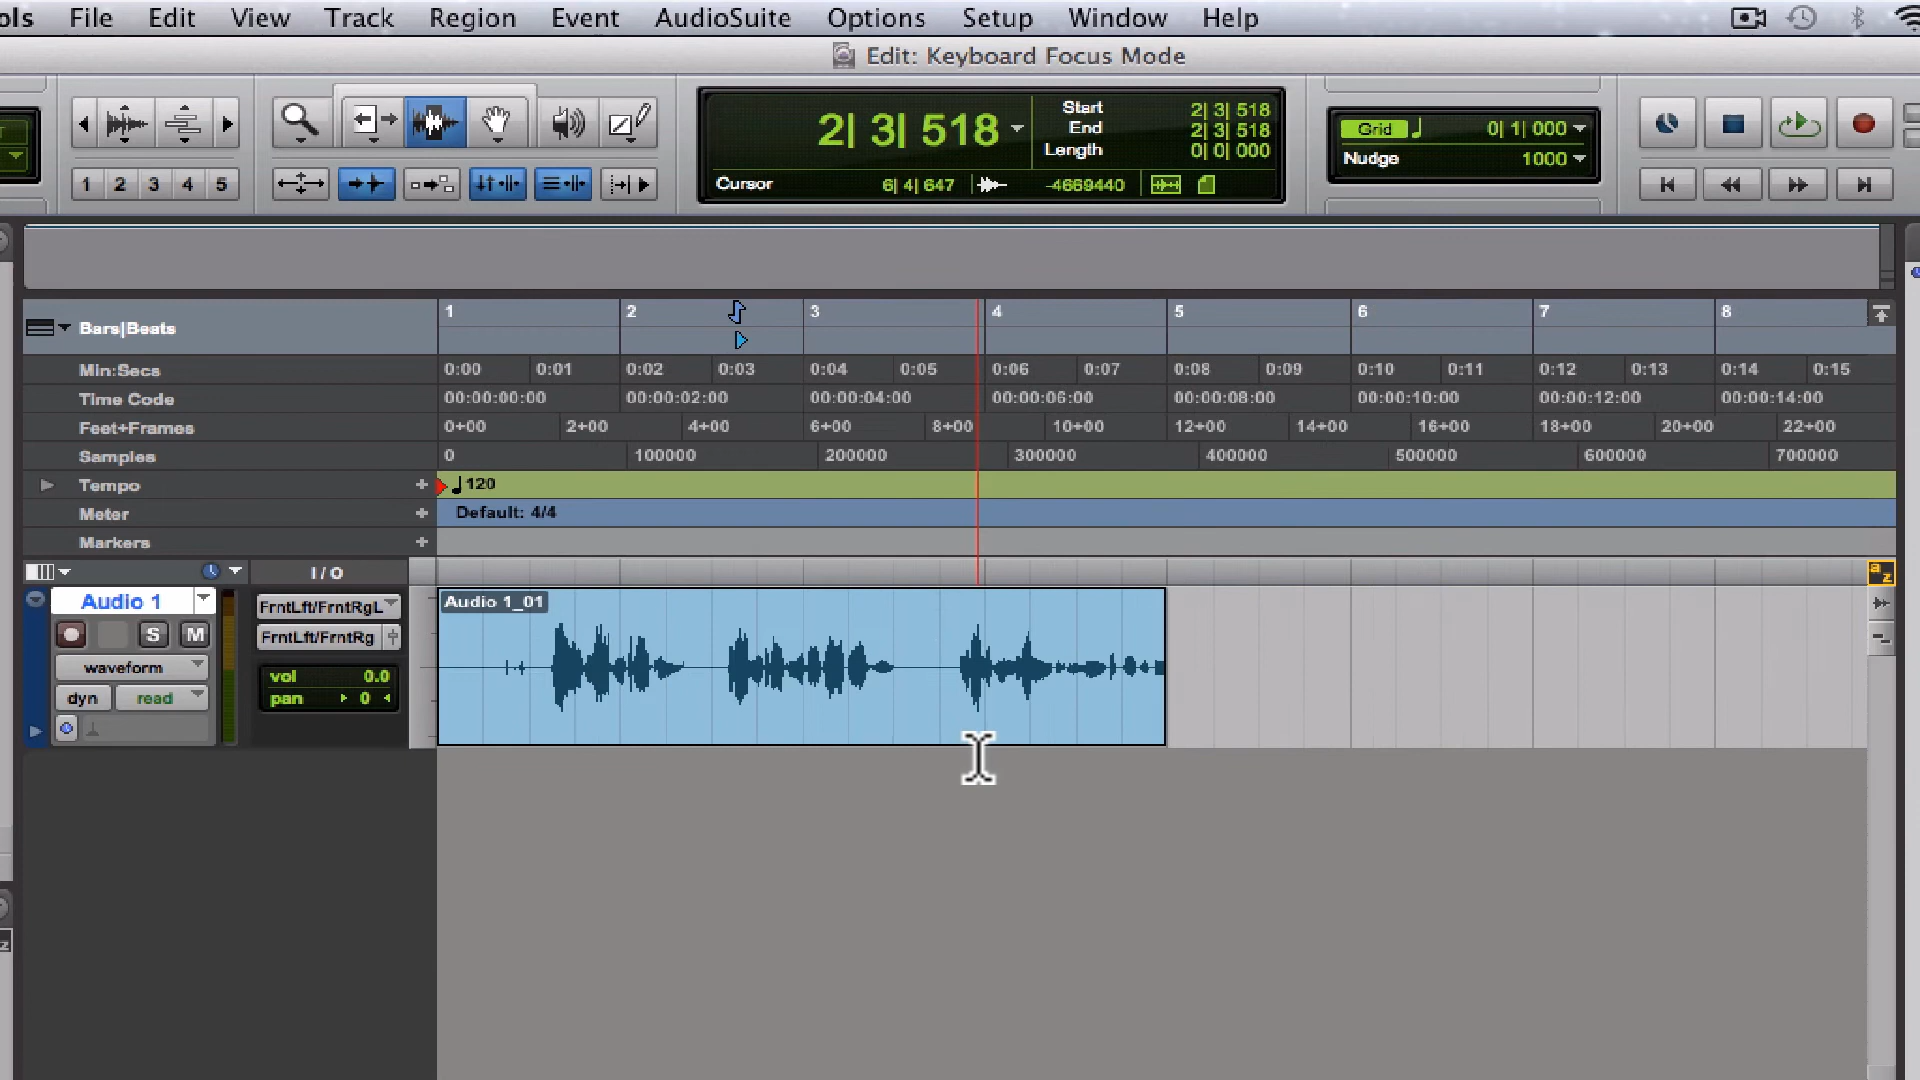 ols File Edit View Track Region Event AudioSuite Options Setup Window Help
Edit: Keyboard Focus Mode
2| 3| 518
Start 2| 3| 518
End 2| 3| 518
Length 0| 0| 000
Cursor 6| 4| 647 -4669440
Grid 0| 1| 000
Nudge 1000
1 2 3 4 5
Bars|Beats 1 2 3 4 5 6 7 8
Min:Secs 0:00 0:01 0:02 0:03 0:04 0:05 0:06 0:07 0:08 0:09 0:10 0:11 0:12 0:13 0:14 0:15
Time Code 00:00:00:00 00:00:02:00 00:00:04:00 00:00:06:00 00:00:08:00 00:00:10:00 00:00:12:00 00:00:14:00
Feet+Frames 0+00 2+00 4+00 6+00 8+00 10+00 12+00 14+00 16+00 18+00 20+00 22+00
Samples 0 100000 200000 300000 400000 500000 600000 700000
Tempo + 120
Meter + Default: 4/4
Markers +
I/O
a z
Audio 1
FrntLft/FrntRgL
Audio 1_01
S M
FrntLft/FrntRg
waveform
vol 0.0
dyn read
pan 0